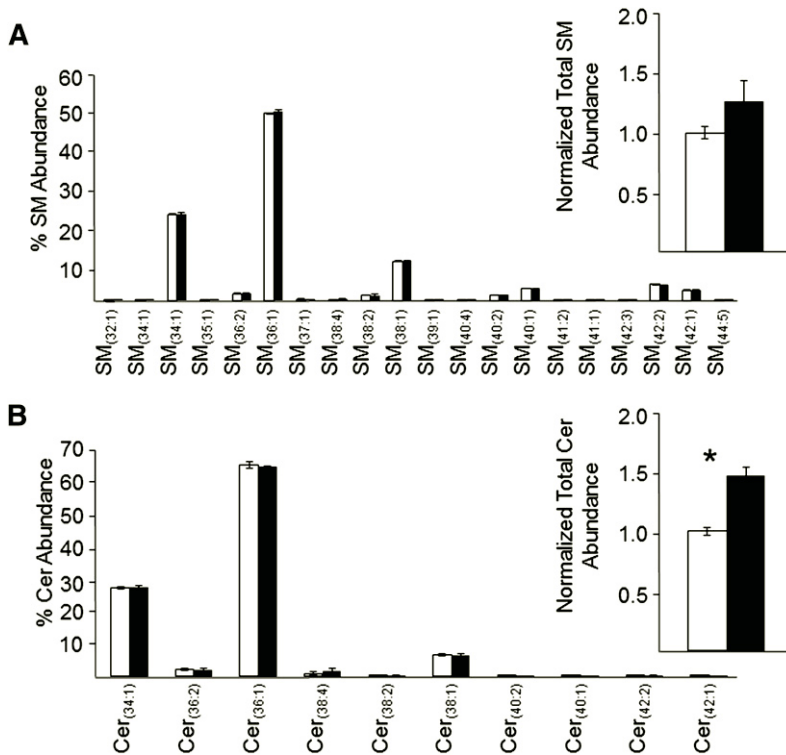 A
% SM Abundance
60
50
40
30
20
10
SM(32:1)
SM(34:1)
SM(34:1)
SM(35:1)
SM(36:2)
SM(36:1)
SM(37:1)
SM(38:4)
SM(38:2)
SM(38:1)
SM(39:1)
SM(40:4)
SM(40:2)
SM(40:1)
SM(41:2)
SM(41:1)
SM(42:3)
SM(42:2)
SM(42:1)
SM(44:5)
Normalized Total SM
Abundance
2.0
1.5
1.0
0.5
B
% Cer Abundance
70
60
50
40
30
20
10
Cer(34:1)
Cer(36:2)
Cer(36:1)
Cer(38:4)
Cer(38:2)
Cer(38:1)
Cer(40:2)
Cer(40:1)
Cer(42:2)
Cer(42:1)
Normalized Total Cer
Abundance
2.0
1.5
1.0
0.5
*